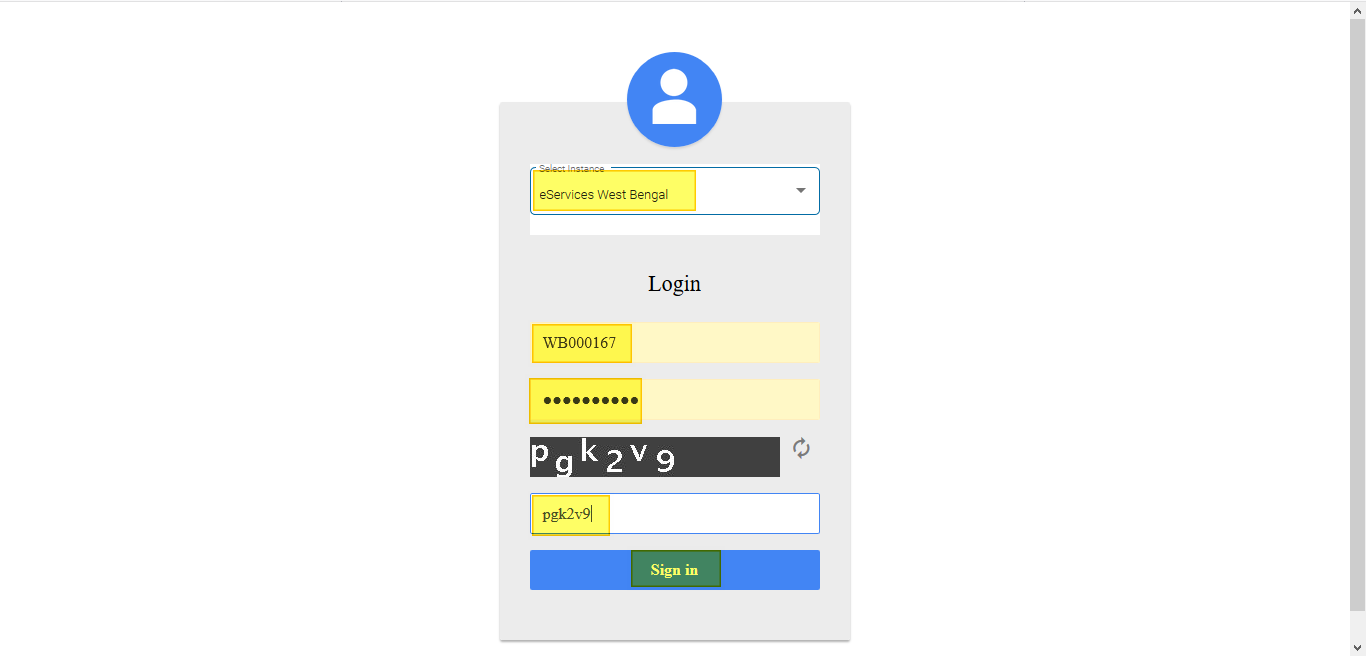 Select Instance
eServices West Bengal
Login
WB000167
••••••••••
pgk2v9
pgk2v9
Sign in